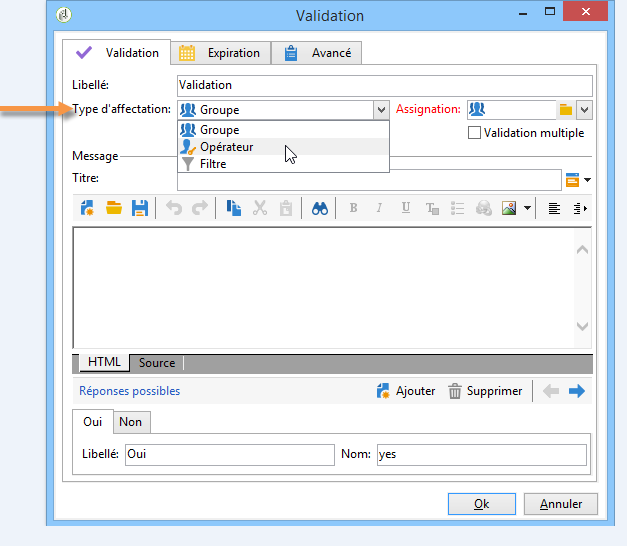 Validation
Validation Expiration Avancé
Libellé: Validation
Type d'affectation: Groupe Assignation:
Groupe
Opérateur
Filtre
Validation multiple
Message
Titre:
B I U
HTML Source
Réponses possibles Ajouter Supprimer
Oui Non
Libellé: Oui Nom: yes
Ok Annuler